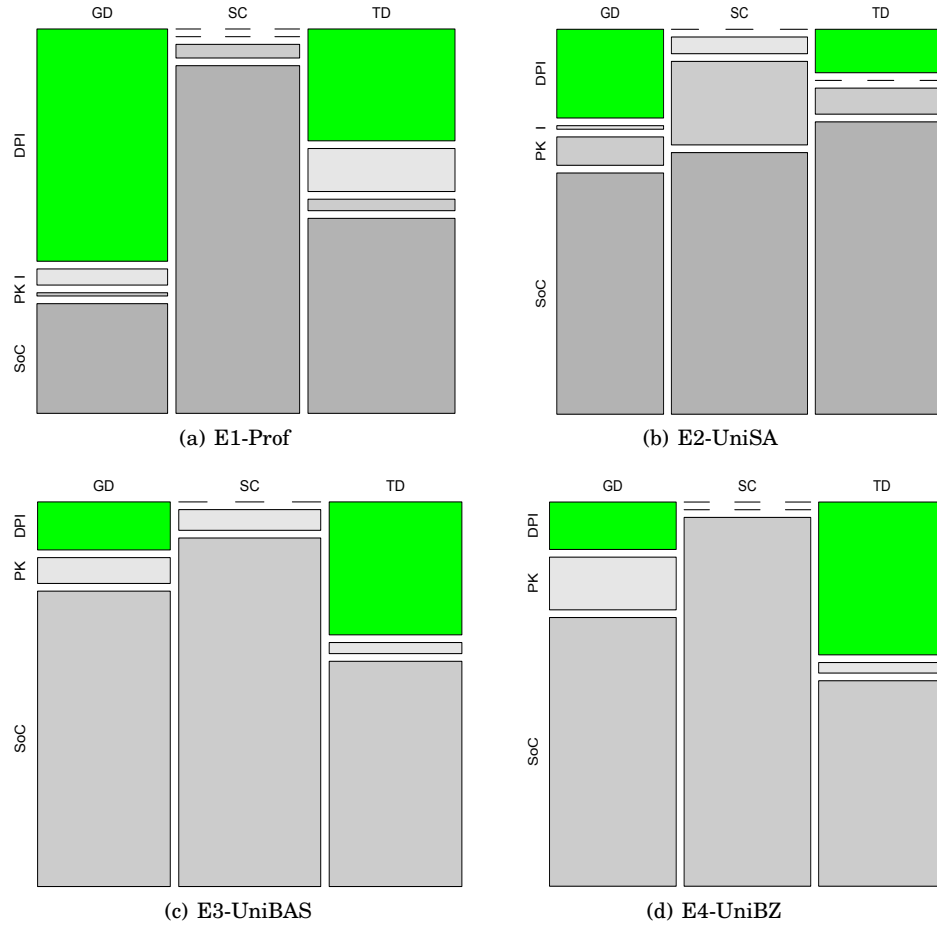 GD SC TD
DPI
PK I
SoC
(a) E1-Prof
GD SC TD
DPI
PK I
SoC
(b) E2-UniSA
GD SC TD
DPI
PK
SoC
(c) E3-UniBAS
GD SC TD
DPI
PK
SoC
(d) E4-UniBZ